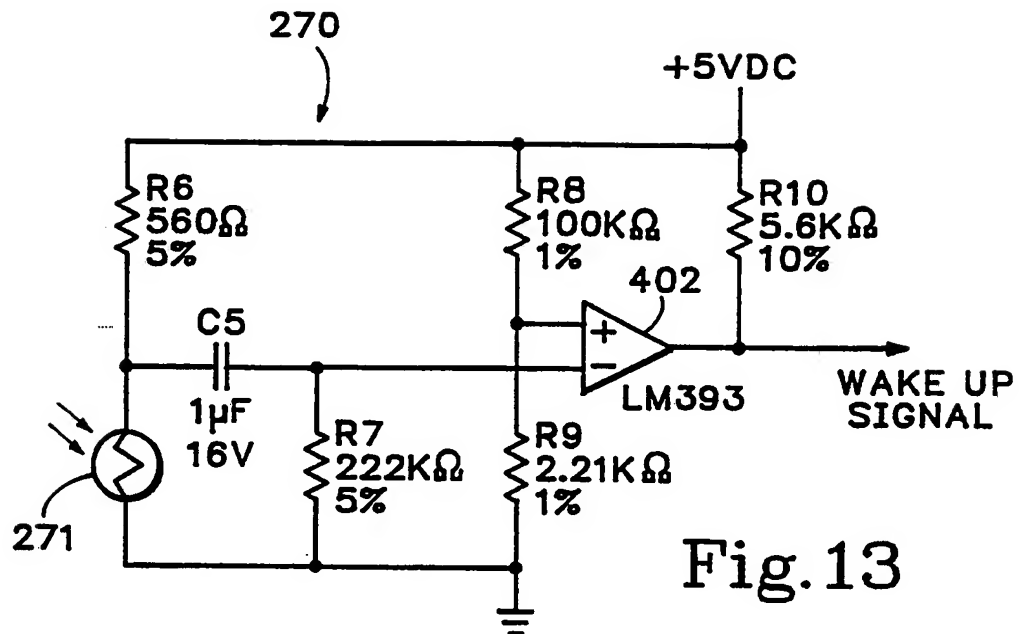 270
+5VDC
R6
560Ω
5%
R8
100KΩ
1%
R10
5.6KΩ
10%
402
C5
+
−
1μF
16V
LM393
WAKE UP
SIGNAL
R7
222KΩ
5%
R9
2.21KΩ
1%
271
Fig.13